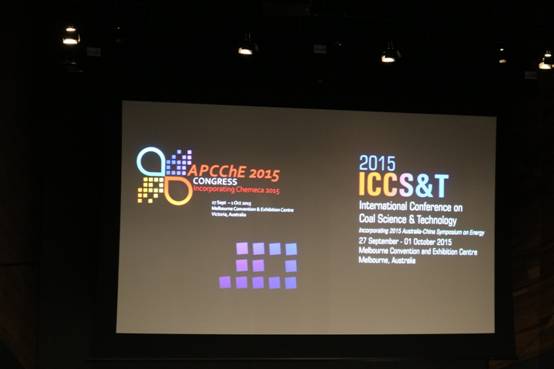 APCChE 2015
CONGRESS
Incorporating Chemeca 2015
27 Sept – 1 Oct 2015
Melbourne Convention & Exhibition Centre
Victoria, Australia
2015
ICCS&T
International Conference on
Coal Science & Technology
Incorporating 2015 Australia-China Symposium on Energy
27 September - 01 October 2015
Melbourne Convention and Exhibition Centre
Melbourne, Australia